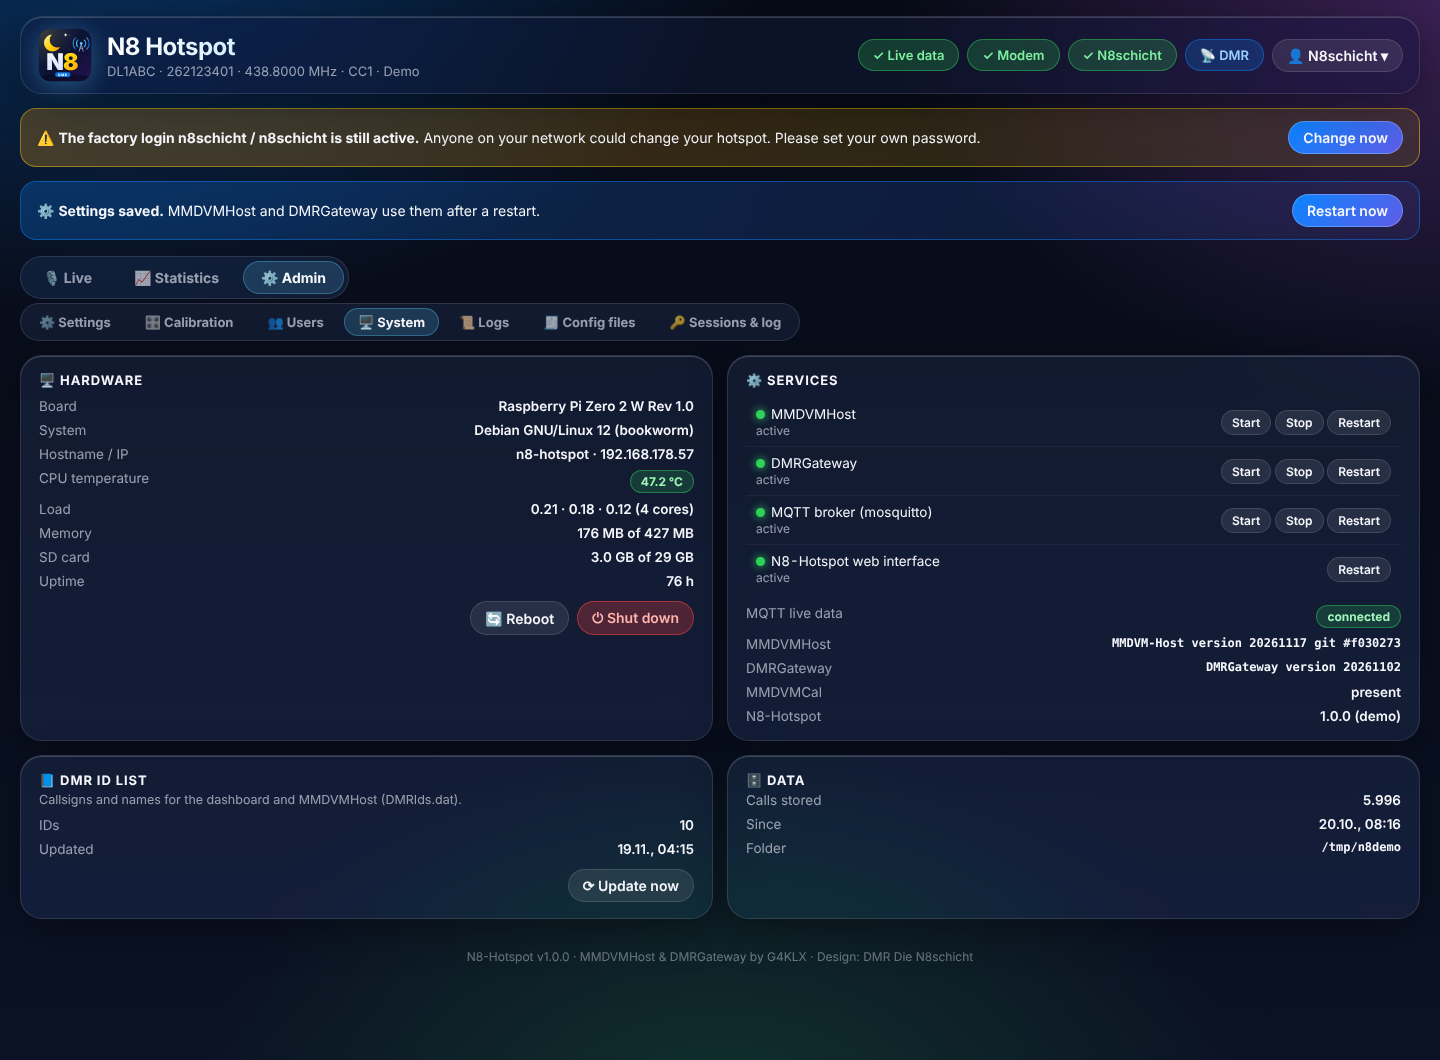 N8
DMR
N8 Hotspot
DL1ABC · 262123401 · 438.8000 MHz · CC1 · Demo
✓ Live data
✓ Modem
✓ N8schicht
📡 DMR
👤 N8schicht ▾
⚠️ The factory login n8schicht / n8schicht is still active. Anyone on your network could change your hotspot. Please set your own password.
Change now
⚙️ Settings saved. MMDVMHost and DMRGateway use them after a restart.
Restart now
🎙️ Live
📈 Statistics
⚙️ Admin
⚙️ Settings
🎛️ Calibration
👥 Users
🖥️ System
📜 Logs
🧾 Config files
🔑 Sessions & log
🖥️ HARDWARE
Board Raspberry Pi Zero 2 W Rev 1.0
System Debian GNU/Linux 12 (bookworm)
Hostname / IP n8-hotspot · 192.168.178.57
CPU temperature 47.2 °C
Load 0.21 · 0.18 · 0.12 (4 cores)
Memory 176 MB of 427 MB
SD card 3.0 GB of 29 GB
Uptime 76 h
🔄 Reboot
⏻ Shut down
⚙️ SERVICES
MMDVMHost
active
Start Stop Restart
DMRGateway
active
Start Stop Restart
MQTT broker (mosquitto)
active
Start Stop Restart
N8-Hotspot web interface
active
Restart
MQTT live data connected
MMDVMHost MMDVM-Host version 20261117 git #f030273
DMRGateway DMRGateway version 20261102
MMDVMCal present
N8-Hotspot 1.0.0 (demo)
📘 DMR ID LIST
Callsigns and names for the dashboard and MMDVMHost (DMRIds.dat).
IDs 10
Updated 19.11., 04:15
⟳ Update now
🗄️ DATA
Calls stored 5.996
Since 20.10., 08:16
Folder /tmp/n8demo
N8-Hotspot v1.0.0 · MMDVMHost & DMRGateway by G4KLX · Design: DMR Die N8schicht